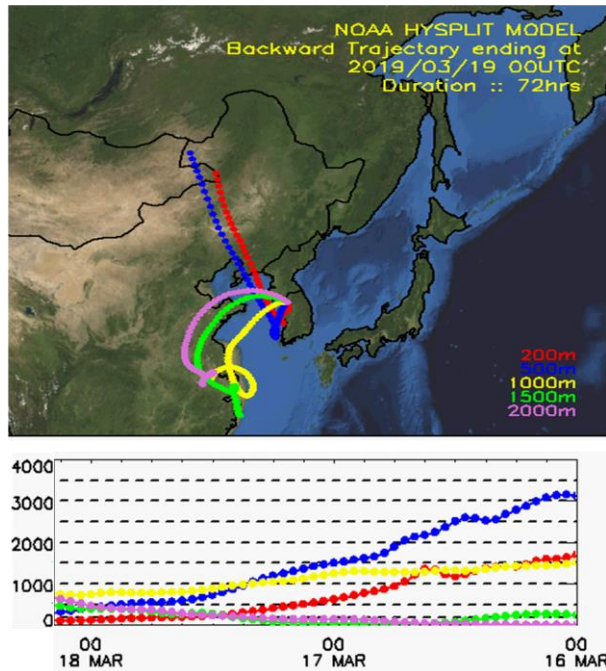 NOAA HYSPLIT MODEL
Backward Trajectory ending at
2019/03/19 00UTC
Duration :: 72hrs
200m
500m
1000m
1500m
2000m
4000
3000
2000
1000
0
00 00 00
18 MAR 17 MAR 16 MAR